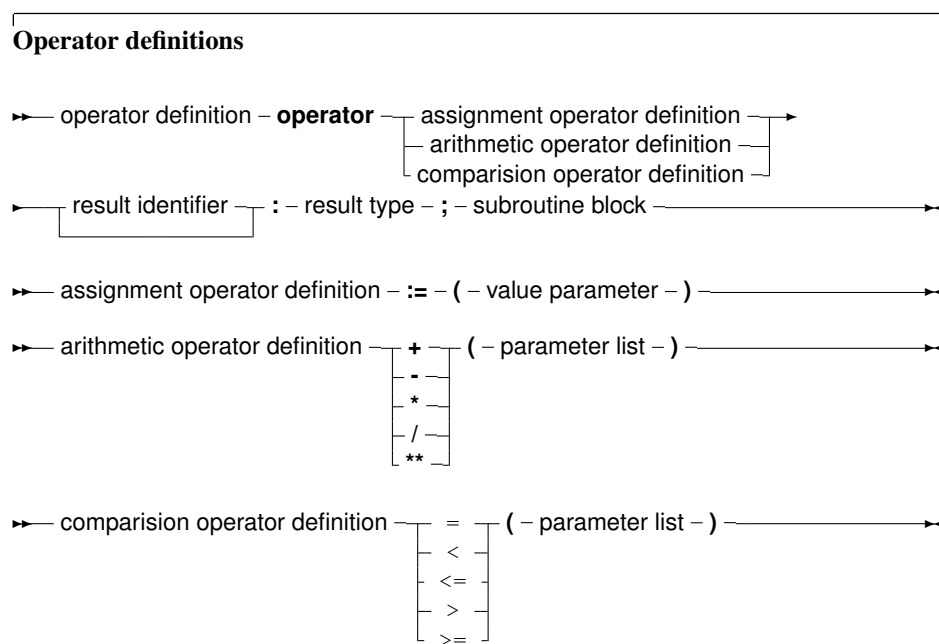 Operator definitions
operator definition – operator – assignment operator definition –
arithmetic operator definition –
comparision operator definition
result identifier : – result type – ; – subroutine block
assignment operator definition – := – ( – value parameter – )
arithmetic operator definition + ( – parameter list – )
-
*
/
**
comparision operator definition = ( – parameter list – )
<
<=
>
>=